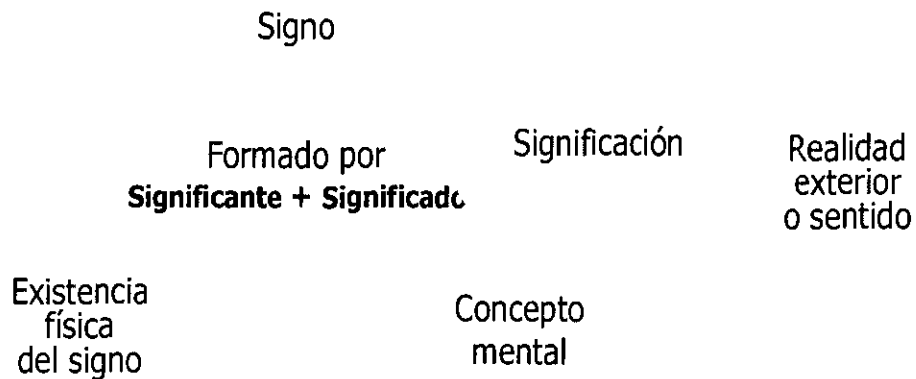 Signo
Formado por
Significante + Significado
Significación
Realidad
exterior
o sentido
Existencia
física
del signo
Concepto
mental